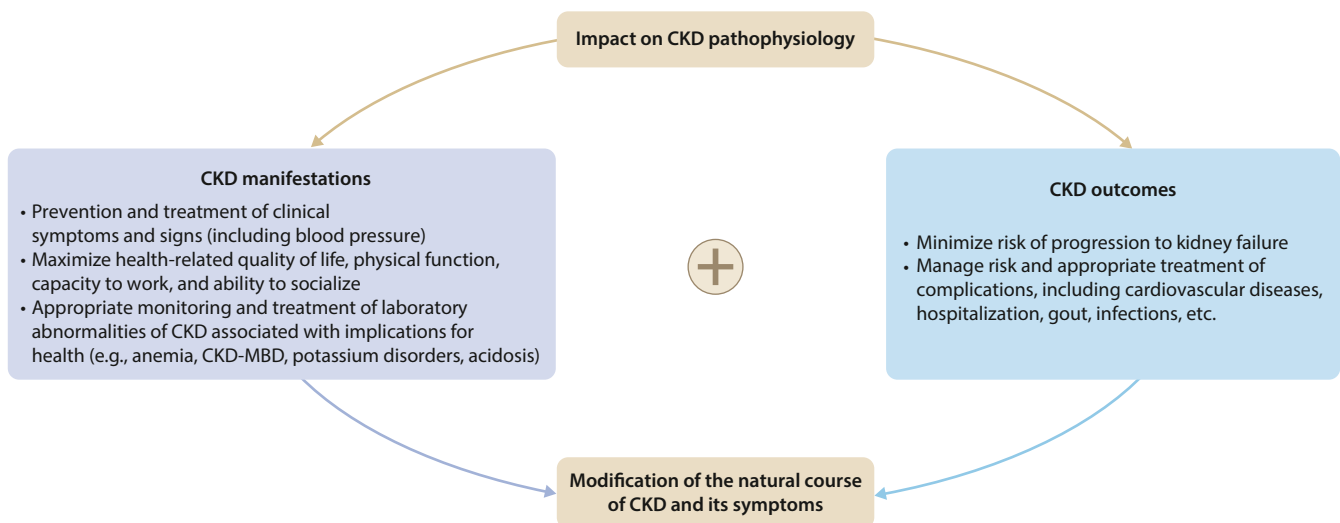 Impact on CKD pathophysiology
CKD manifestations
• Prevention and treatment of clinical
symptoms and signs (including blood pressure)
• Maximize health-related quality of life, physical function,
capacity to work, and ability to socialize
• Appropriate monitoring and treatment of laboratory
abnormalities of CKD associated with implications for
health (e.g., anemia, CKD-MBD, potassium disorders, acidosis)
CKD outcomes
• Minimize risk of progression to kidney failure
• Manage risk and appropriate treatment of
complications, including cardiovascular diseases,
hospitalization, gout, infections, etc.
Modification of the natural course
of CKD and its symptoms